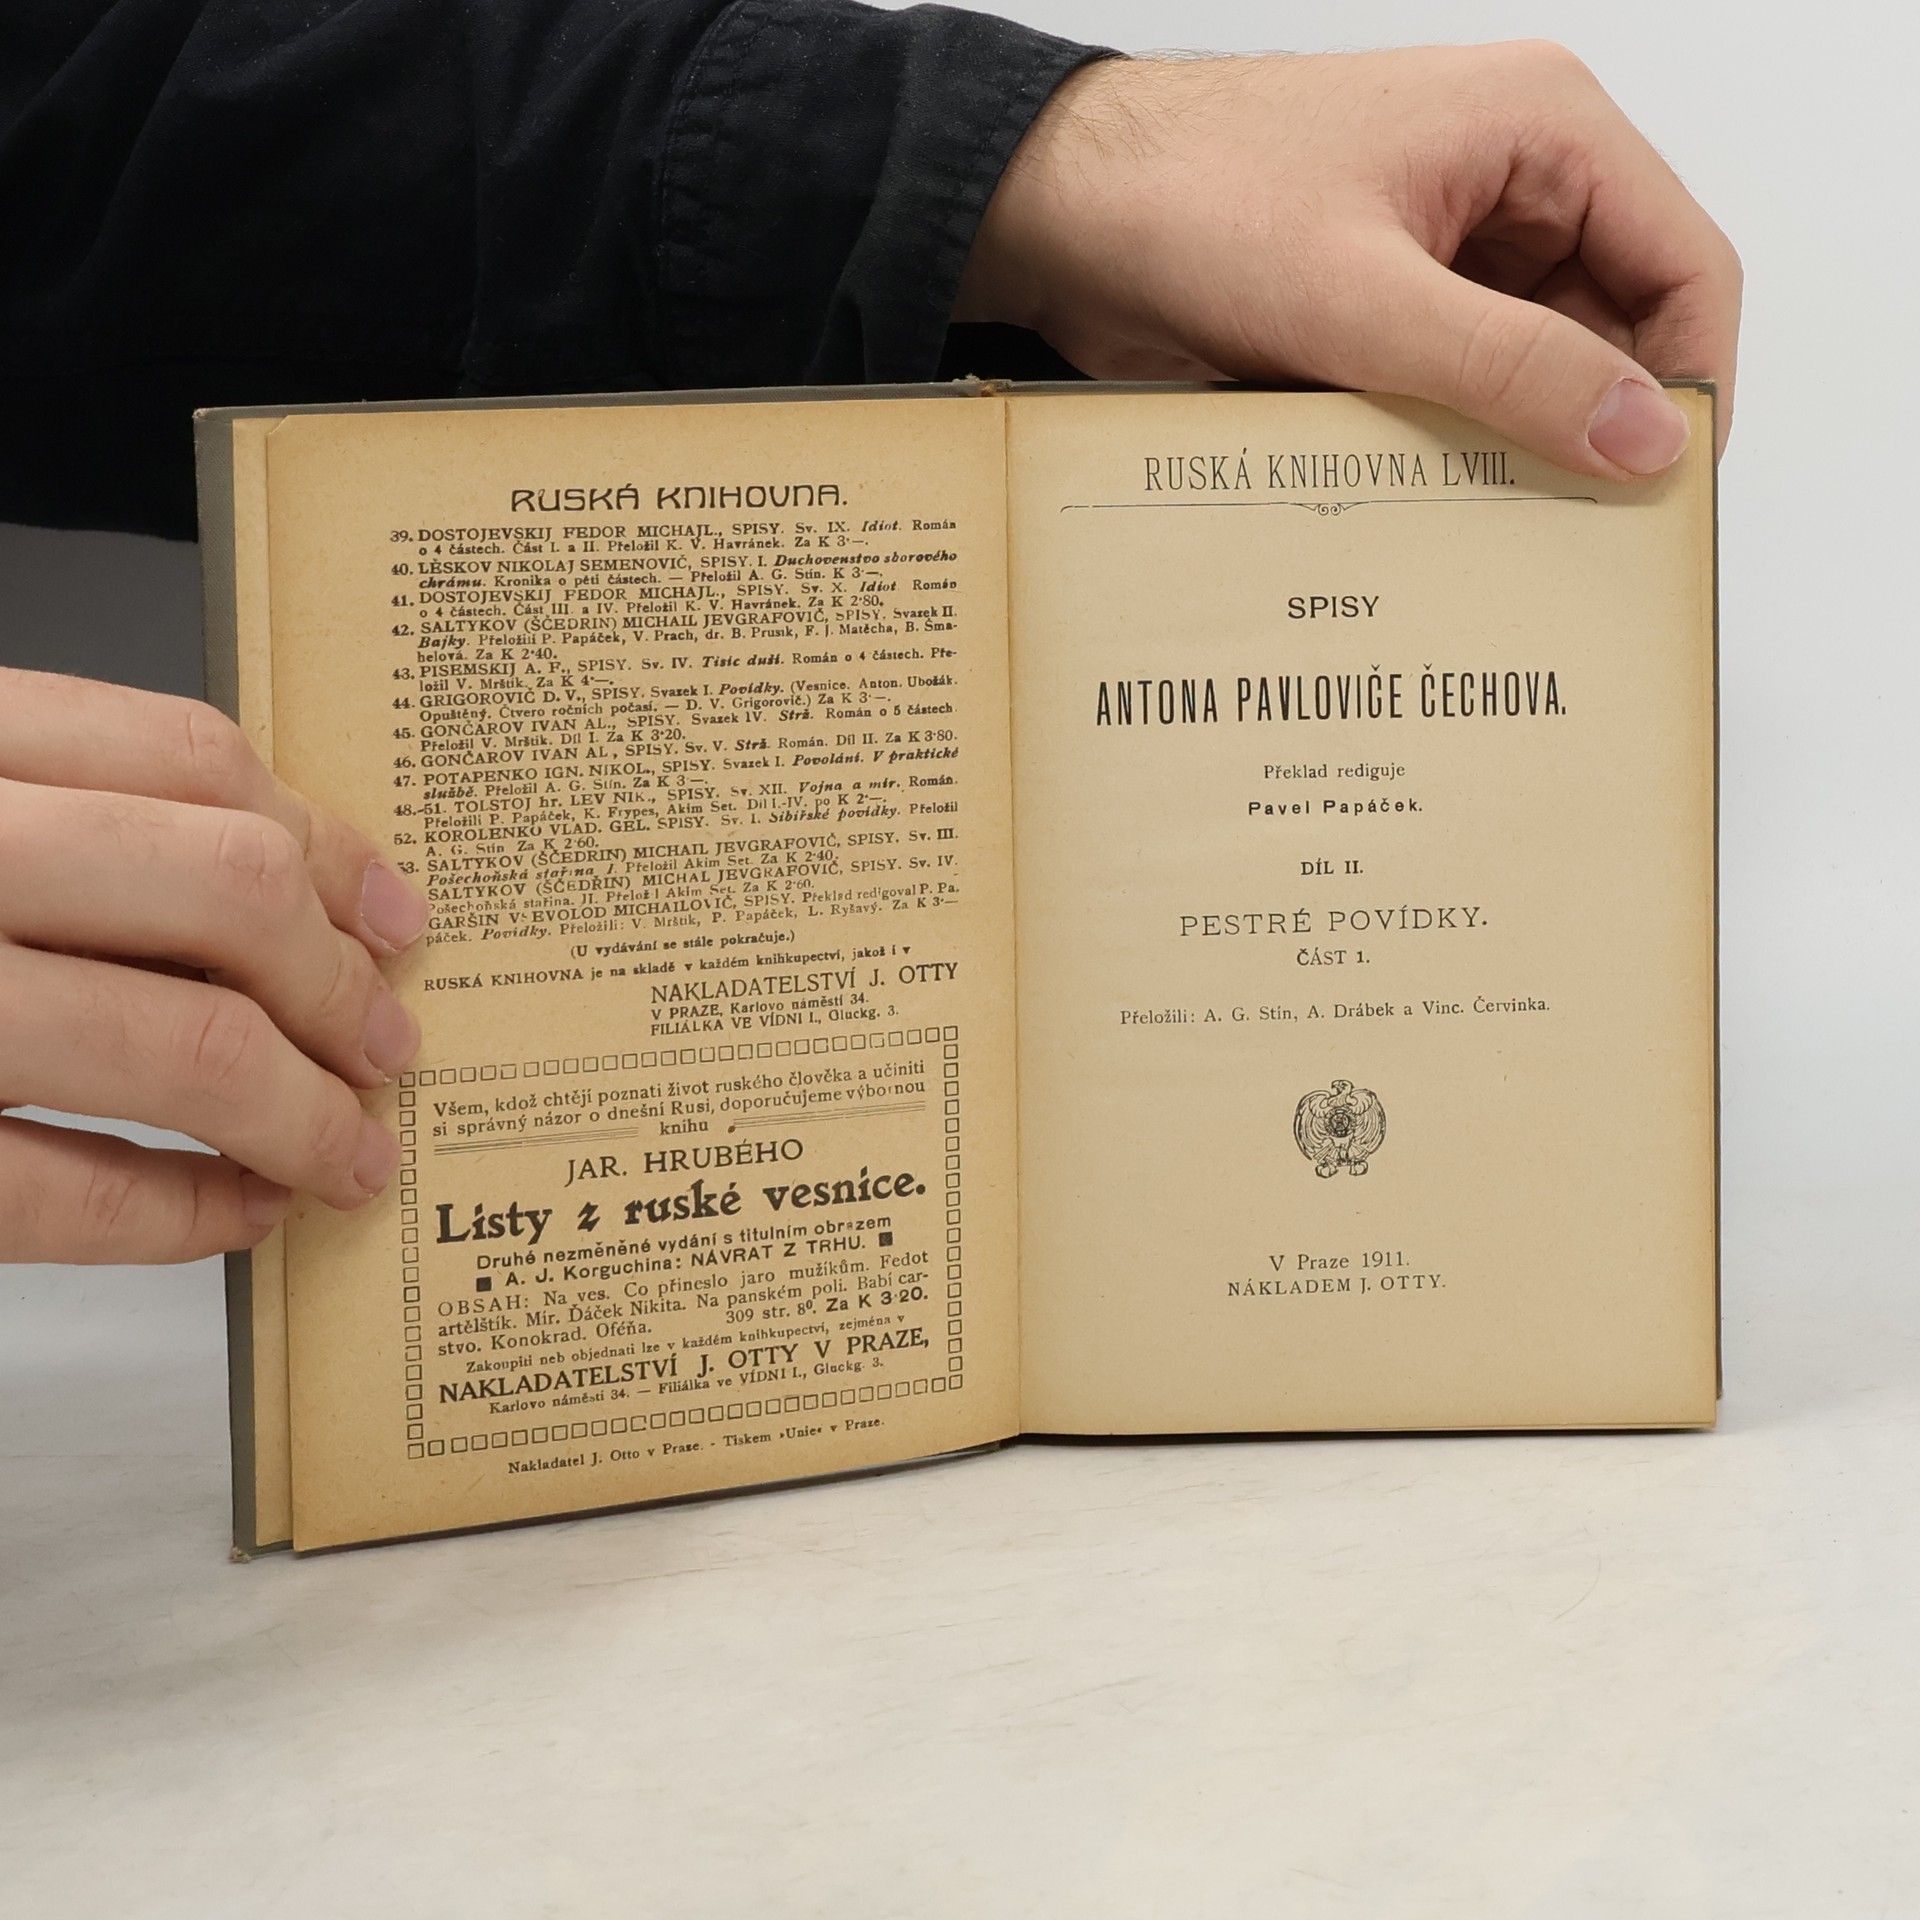 RUSKÁ KNIHOVNA.
39. DOSTOJEVSKIJ FEDOR MICHAJL., SPISY. Sv. IX. Idiot. Román
o 4 částech. Část I. a II. Přeložil K. V. Havránek. Za K 3·—.
40. LĚSKOV NIKOLAJ SEMENOVIČ, SPISY. I. Duchovenstvo sborového
chrámu. Kronika o pěti částech. — Přeložil A. G. Stín. K 3·—.
41. DOSTOJEVSKIJ FEDOR MICHAJL., SPISY. Sv. X. Idiot. Román
o 4 částech. Část III. a IV. Přeložil K. V. Havránek. Za K 2·80.
42. SALTYKOV (ŠČEDRIN) MICHAIL JEVGRAFOVIČ, SPISY. Svazek II.
Bajky. Přeložili P. Papáček, V. Prach, dr. B. Prusík, F. J. Matěcha, B. Šma-
helová. Za K 2·40.
43. PISEMSKIJ A. F., SPISY. Sv. IV. Tisíc duší. Román o 4 částech. Pře-
ložil V. Mrštík. Za K 4·—.
44. GRIGOROVIČ D. V., SPISY. Svazek I. Povídky. (Vesnice. Anton. Ubožák.
Opuštěný. Čtvero ročních počasí. — D. V. Grigorovič.) Za K 3·—.
45. GONČAROV IVAN AL., SPISY. Svazek IV. Strž. Román o 5 částech.
Přeložil V. Mrštík. Díl I. Za K 3·20.
46. GONČAROV IVAN AL., SPISY. Sv. V. Strž. Román. Díl II. Za K 3·80.
47. POTAPENKO IGN. NIKOL., SPISY. Svazek I. Povolání. V praktické
službě. Přeložil A. G. Stín. Za K 3·—.
48.-51. TOLSTOJ hr. LEV NIK., SPISY. Sv. XII. Vojna a mír. Román.
Přeložili P. Papáček, K. Frypes, Akim Set. Díl I.-IV. po K 2·—.
52. KOROLENKO VLAD. GEL. SPISY. Sv. I. Sibiřské povídky. Přeložil
A. G. Stín Za K 2·60.
53. SALTYKOV (ŠČEDRIN) MICHAIL JEVGRAFOVIČ, SPISY. Sv. III.
Pošechoňská stařina. I. Přeložil Akim Set. Za K 2·40.
SALTYKOV (ŠČEDRIN) MICHAL JEVGRAFOVIČ, SPISY. Sv. IV.
Pošechoňská stařina. II. Přeložil Akim Set. Za K 2·60.
GARŠIN VSEVOLOD MICHAILOVIČ, SPISY. Překlad redigoval P. Pa-
páček. Povídky. Přeložili: V. Mrštík, P. Papáček, L. Ryšavý. Za K 3·—
(U vydávání se stále pokračuje.)
RUSKÁ KNIHOVNA je na skladě v každém knihkupectví, jakož i v
NAKLADATELSTVÍ J. OTTY
V PRAZE, Karlovo náměstí 34.
FILIÁLKA VE VÍDNI I., Gluckg. 3.
Všem, kdož chtějí poznati život ruského člověka a učiniti
si správný názor o dnešní Rusi, doporučujeme výbornou
knihu
JAR. HRUBÉHO
Listy z ruské vesnice.
Druhé nezměněné vydání s titulním obrazem
A. J. Korguchina: NÁVRAT Z TRHU.
OBSAH: Na ves. Co přineslo jaro mužíkům. Fedot
artělštík. Mir. Ďáček Nikita. Na panském poli. Babí car-
stvo. Konokrad. Oféňa. 309 str. 8⁰. Za K 3·20.
Zakoupiti neb objednati lze v každém knihkupectví, zejména v
NAKLADATELSTVÍ J. OTTY V PRAZE,
Karlovo náměstí 34. — Filiálka ve VÍDNI I., Gluckg. 3.
Nakladatel J. Otto v Praze. - Tiskem »Unie« v Praze.
RUSKÁ KNIHOVNA LVIII.
SPISY
ANTONA PAVLOVIČE ČECHOVA.
Překlad rediguje
Pavel Papáček.
DÍL II.
PESTRÉ POVÍDKY.
ČÁST 1.
Přeložili: A. G. Stín, A. Drábek a Vinc. Červinka.
V Praze 1911.
NÁKLADEM J. OTTY.